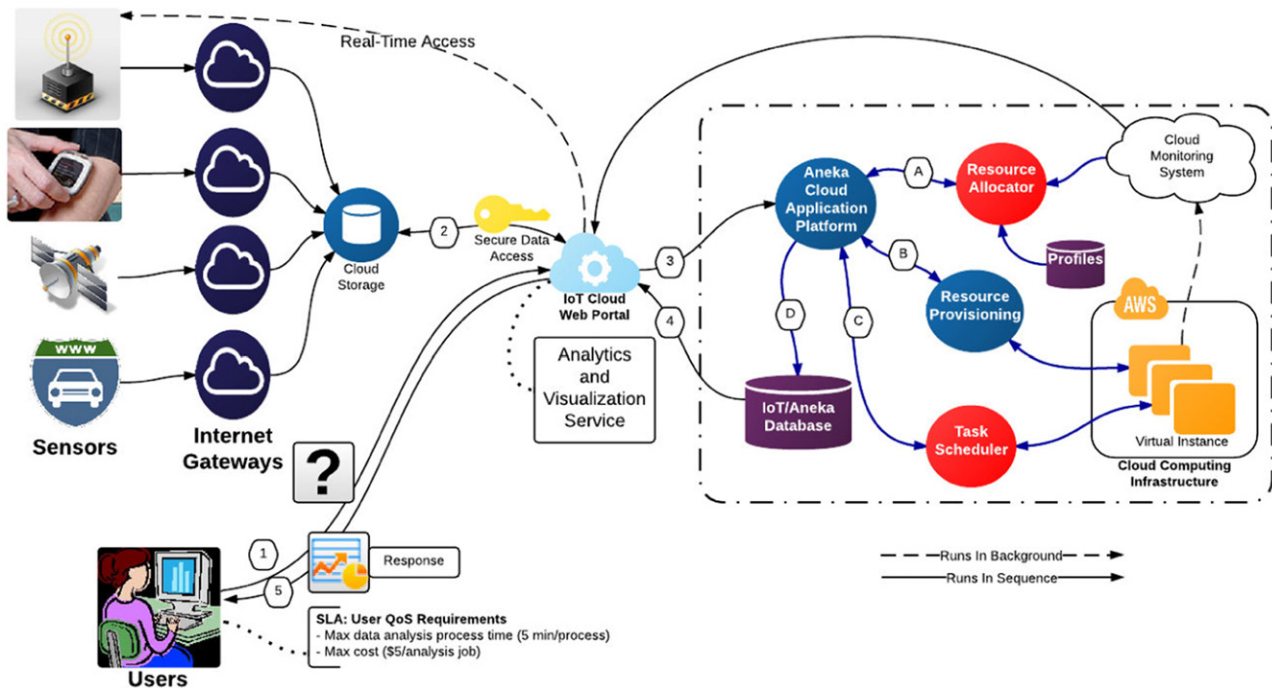 Real-Time Access
Cloud
Monitoring
System
Aneka
Cloud
Application
Platform
A
Resource
Allocator
2
Secure Data
Access
Cloud
Storage
3
B
Profiles
IoT Cloud
Web Portal
4
D
C
Resource
Provisioning
AWS
WWW
Analytics
and
Visualization
Service
IoT/Aneka
Database
Task
Scheduler
Virtual Instance
Cloud Computing
Infrastructure
Sensors
Internet
Gateways
?
1
Response
5
Runs In Background
Runs In Sequence
SLA: User QoS Requirements
- Max data analysis process time (5 min/process)
- Max cost ($5/analysis job)
Users